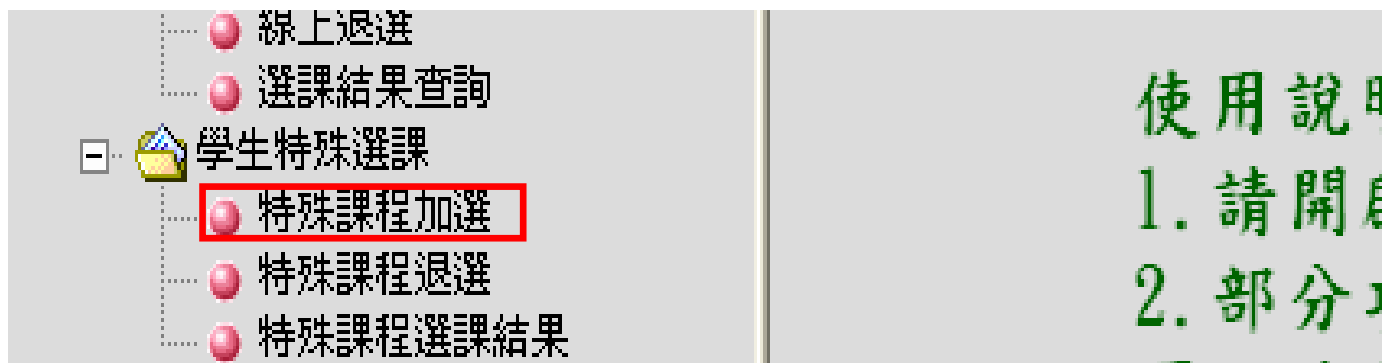 線上退選
選課結果查詢
學生特殊選課
特殊課程加選
特殊課程退選
特殊課程選課結果
使用說
1. 請開
2. 部分